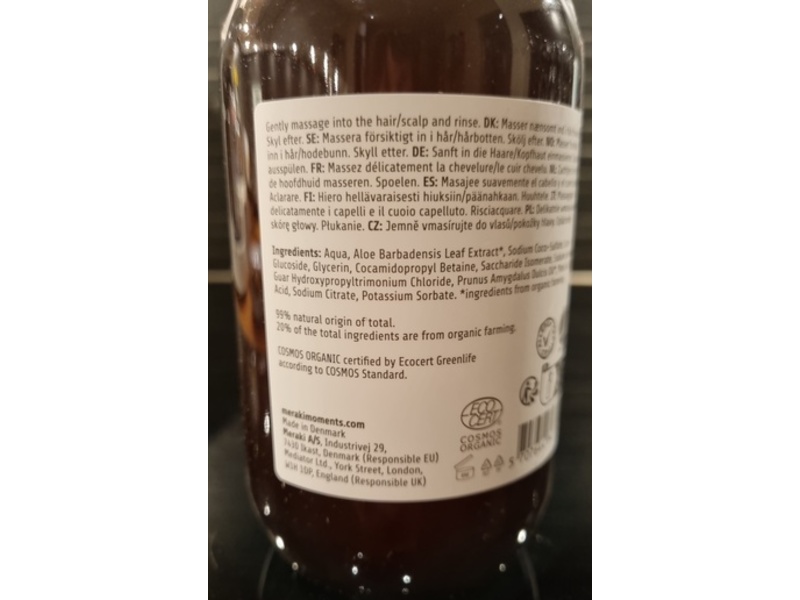 Gently massage into the hair/scalp and rinse. DK: Masser nænsomt ind i
Skyl efter. SE: Massera försiktigt in i hår/hårbotten. Skölj efter. NO:
inn i hår/hodebunn. Skyll etter. DE: Sanft in die Haare/Kopfhaut einmassieren
ausspülen. FR: Massez délicatement la chevelure/le cuir chevelu. NL:
de hoofdhuid masseren. Spoelen. ES: Masajee suavemente el cabello
Aclarare. FI: Hiero hellävaraisesti hiuksiin/päänahkaan. Huuhtele. IT:
delicatamente i capelli e il cuoio capelluto. Risciacquare. PL: Delikatnie
skórę głowy. Płukanie. CZ: Jemně vmasírujte do vlasů/pokožky hlavy
Ingredients: Aqua, Aloe Barbadensis Leaf Extract*, Sodium Coco-Sulfate,
Glucoside, Glycerin, Cocamidopropyl Betaine, Saccharide Isomerate, Sodium
Guar Hydroxypropyltrimonium Chloride, Prunus Amygdalus Dulcis Oil*,
Acid, Sodium Citrate, Potassium Sorbate. *ingredients from organic farming.
99% natural origin of total.
20% of the total ingredients are from organic farming.
COSMOS ORGANIC certified by Ecocert Greenlife
according to COSMOS Standard.
merakimoments.com
Made in Denmark
Meraki A/S, Industrivej 29,
7430 Ikast, Denmark (Responsible EU)
Mediator Ltd., York Street, London,
W1H 1DP, England (Responsible UK)
ECO
CERT
COSMOS
ORGANIC